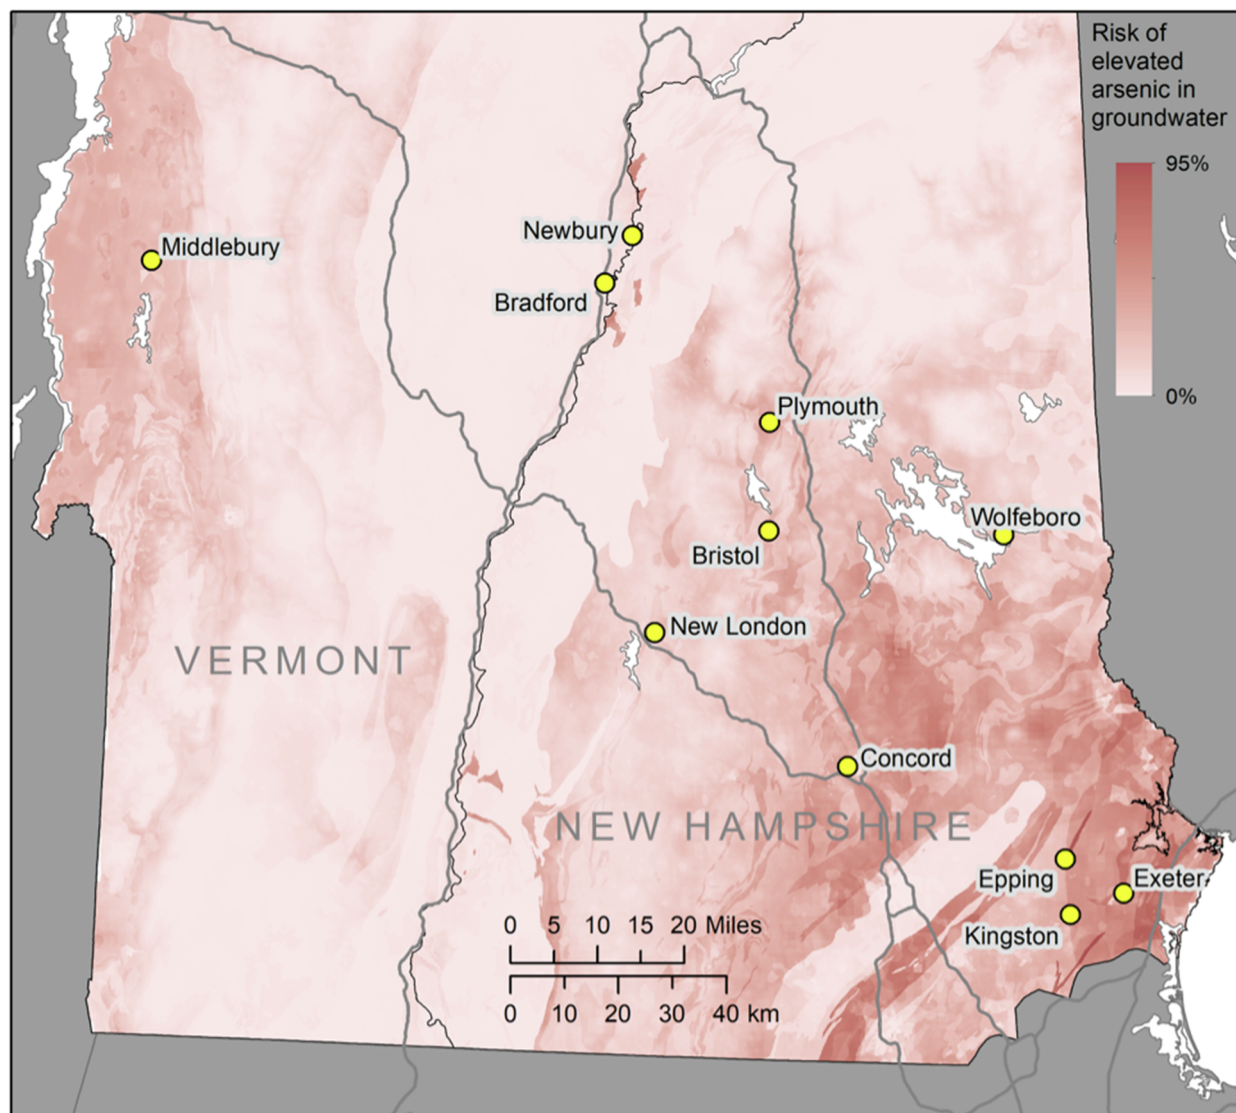 Risk of
elevated
arsenic in
groundwater
95%
0%
Newbury
Middlebury
Bradford
Plymouth
Wolfeboro
Bristol
New London
VERMONT
Concord
NEW HAMPSHIRE
Epping
Exeter
Kingston
0 5 10 15 20 Miles
0 10 20 30 40 km